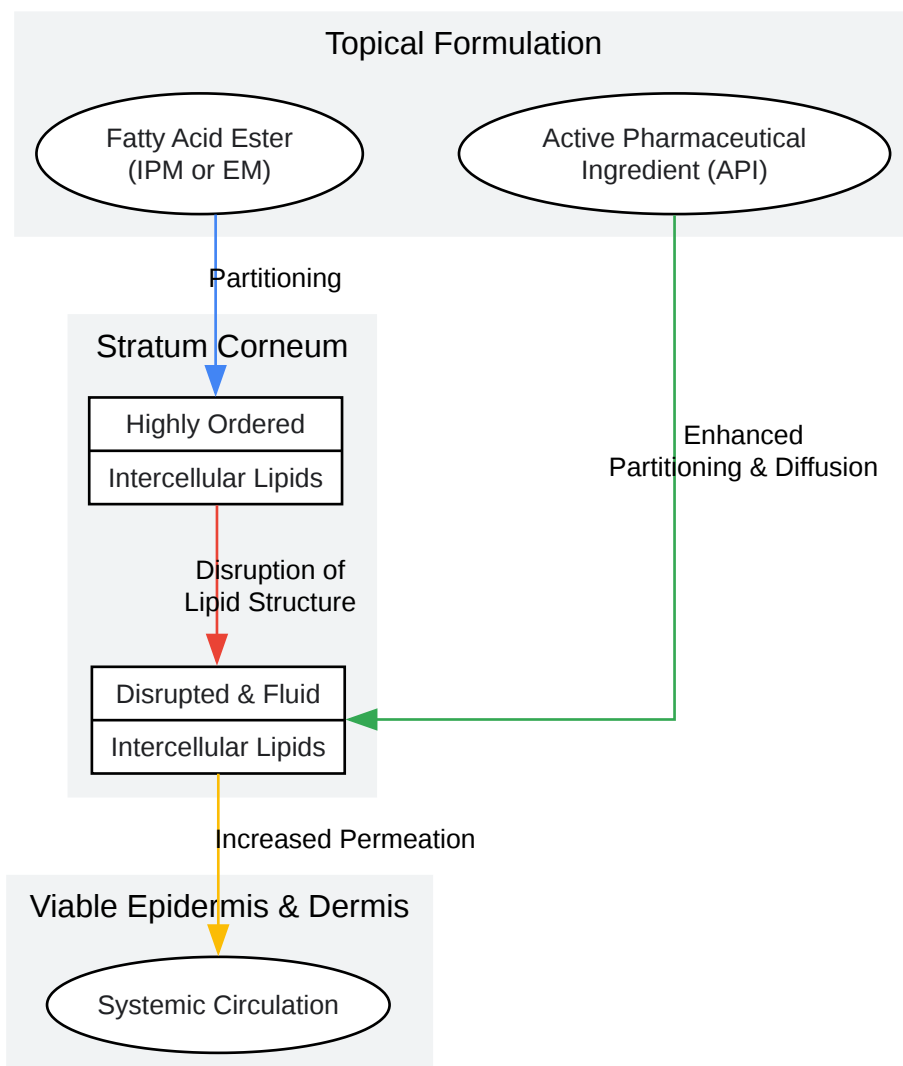 Topical Formulation
Fatty Acid Ester
(IPM or EM)
Active Pharmaceutical
Ingredient (API)
Partitioning
Stratum Corneum
Highly Ordered
Intercellular Lipids
Enhanced
Partitioning & Diffusion
Disruption of
Lipid Structure
Disrupted & Fluid
Intercellular Lipids
Increased Permeation
Viable Epidermis & Dermis
Systemic Circulation